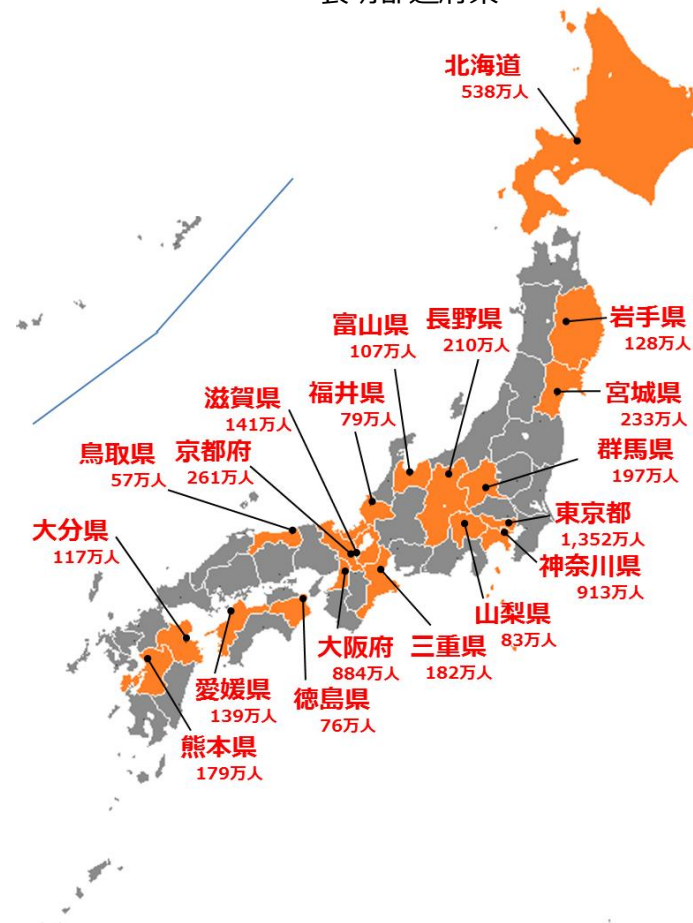 表明都道府県
北海道
538万人
岩手県
128万人
富山県
107万人
長野県
210万人
宮城県
233万人
滋賀県
141万人
福井県
79万人
群馬県
197万人
鳥取県
57万人
京都府
261万人
東京都
1,352万人
大分県
117万人
神奈川県
913万人
山梨県
83万人
大阪府
884万人
三重県
182万人
愛媛県
139万人
徳島県
76万人
熊本県
179万人